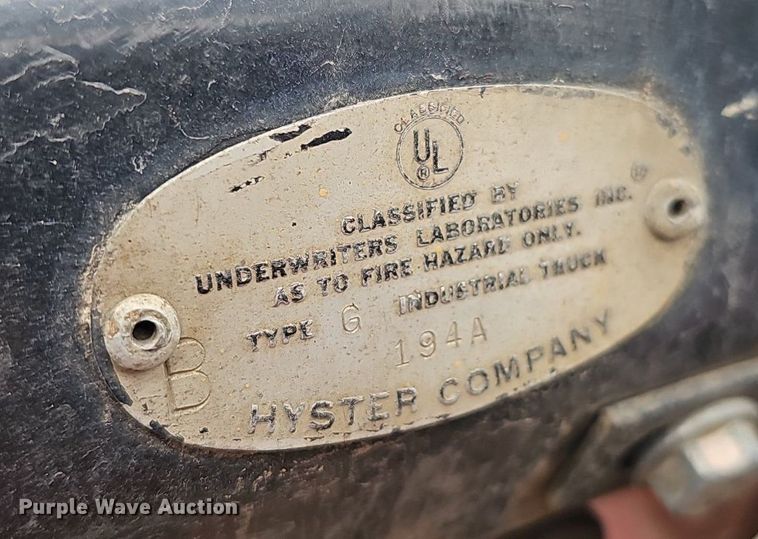 CLASSIFIED
UL®
CLASSIFIED BY
UNDERWRITERS LABORATORIES INC.®
AS TO FIRE HAZARD ONLY.
TYPE G INDUSTRIAL TRUCK
194A
B
HYSTER COMPANY
Purple Wave Auction